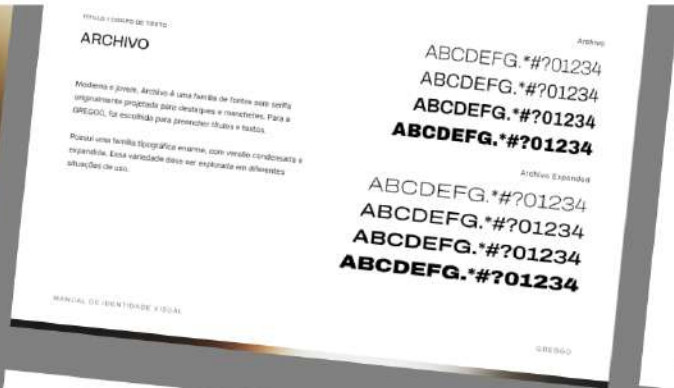 TÍTULO / CORPO DE TEXTO
ARCHIVO
Moderna e jovem, Archivo é uma família de fontes sem serifa
originalmente projetada para destaques e manchetes. Para a
GREGGO, foi escolhida para preencher títulos e textos.
Possui uma família tipográfica enorme, com versão condensada e
expandida. Essa variedade deve ser explorada em diferentes
situações de uso.
MANUAL DE IDENTIDADE VISUAL
Archivo
ABCDEFG.*#?01234
ABCDEFG.*#?01234
ABCDEFG.*#?01234
ABCDEFG.*#?01234
Archivo Expanded
ABCDEFG.*#?01234
ABCDEFG.*#?01234
ABCDEFG.*#?01234
ABCDEFG.*#?01234
GREGGO